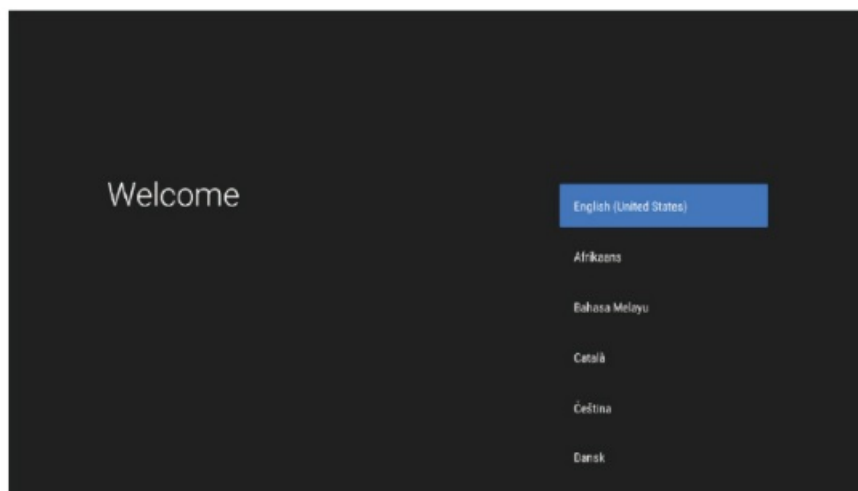 Welcome
English (United States)
Afrikaans
Bahasa Melayu
Català
Čeština
Dansk